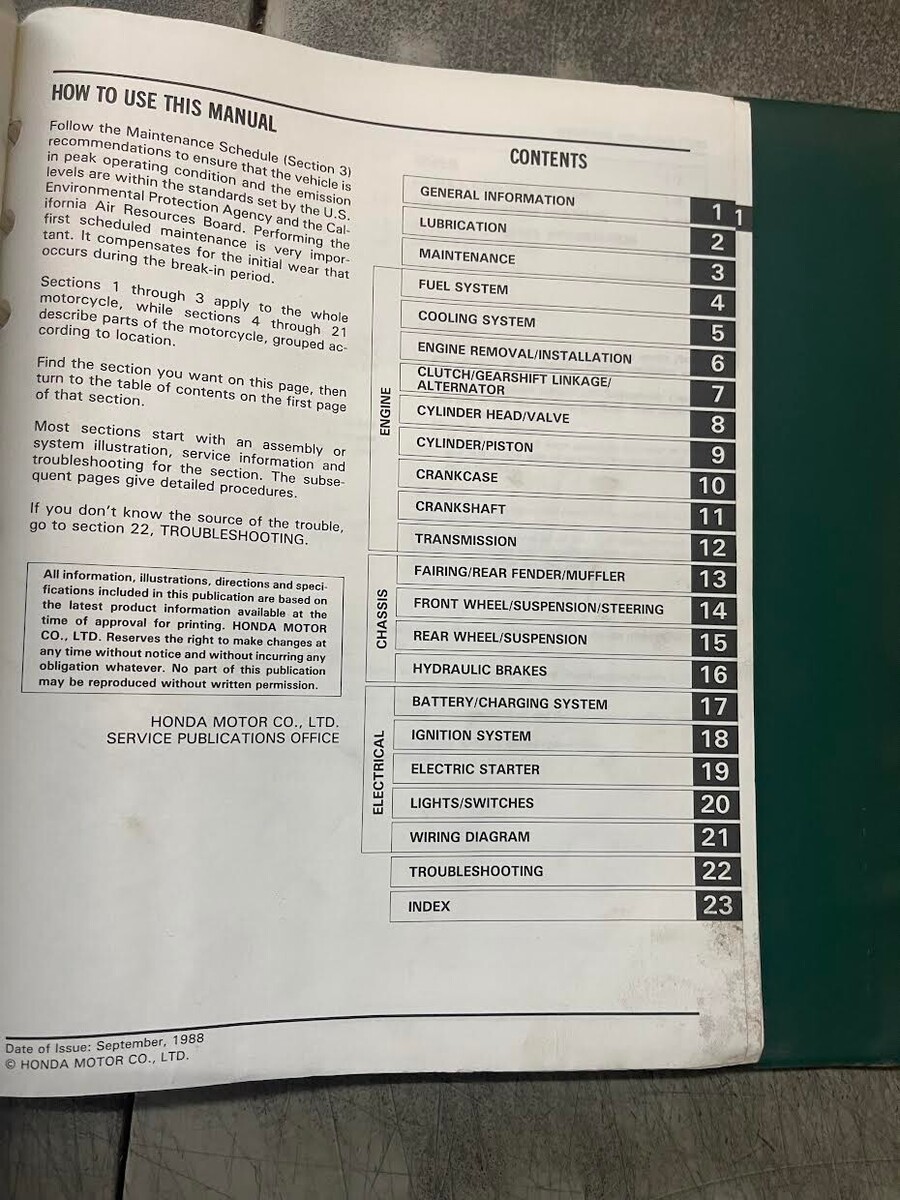 HOW TO USE THIS MANUAL
Follow the Maintenance Schedule (Section 3)
recommendations to ensure that the vehicle is
in peak operating condition and the emission
levels are within the standards set by the U.S.
Environmental Protection Agency and the Cal-
ifornia Air Resources Board. Performing the
first scheduled maintenance is very impor-
tant. It compensates for the initial wear that
occurs during the break-in period.
Sections 1 through 3 apply to the whole
motorcycle, while sections 4 through 21
describe parts of the motorcycle, grouped ac-
cording to location.
Find the section you want on this page, then
turn to the table of contents on the first page
of that section.
Most sections start with an assembly or
system illustration, service information and
troubleshooting for the section. The subse-
quent pages give detailed procedures.
If you don't know the source of the trouble,
go to section 22, TROUBLESHOOTING.
All information, illustrations, directions and speci-
fications included in this publication are based on
the latest product information available at the
time of approval for printing. HONDA MOTOR
CO., LTD. Reserves the right to make changes at
any time without notice and without incurring any
obligation whatever. No part of this publication
may be reproduced without written permission.
HONDA MOTOR CO., LTD.
SERVICE PUBLICATIONS OFFICE
CONTENTS
GENERAL INFORMATION 1 1
LUBRICATION 2
MAINTENANCE 3
ENGINE
FUEL SYSTEM 4
COOLING SYSTEM 5
ENGINE REMOVAL/INSTALLATION 6
CLUTCH/GEARSHIFT LINKAGE/
ALTERNATOR 7
CYLINDER HEAD/VALVE 8
CYLINDER/PISTON 9
CRANKCASE 10
CRANKSHAFT 11
TRANSMISSION 12
CHASSIS
FAIRING/REAR FENDER/MUFFLER 13
FRONT WHEEL/SUSPENSION/STEERING 14
REAR WHEEL/SUSPENSION 15
HYDRAULIC BRAKES 16
ELECTRICAL
BATTERY/CHARGING SYSTEM 17
IGNITION SYSTEM 18
ELECTRIC STARTER 19
LIGHTS/SWITCHES 20
WIRING DIAGRAM 21
TROUBLESHOOTING 22
INDEX 23
Date of Issue: September, 1988
© HONDA MOTOR CO., LTD.